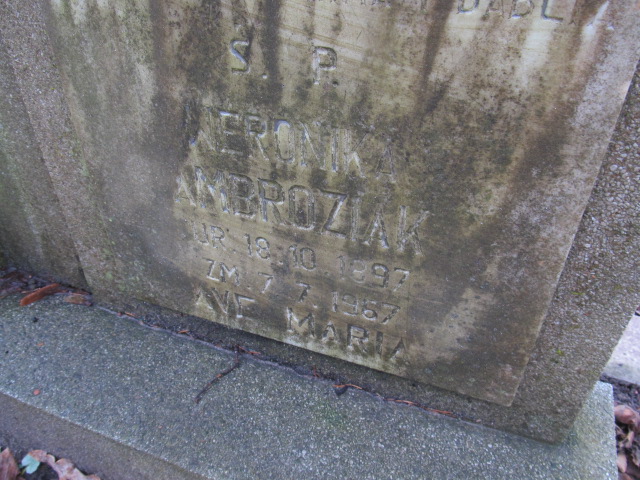 Ś. P.
WERONIKA
AMBROZIAK
UR. 18. 10. 1897
ZM. 7. 7. 1967
AVE MARIA